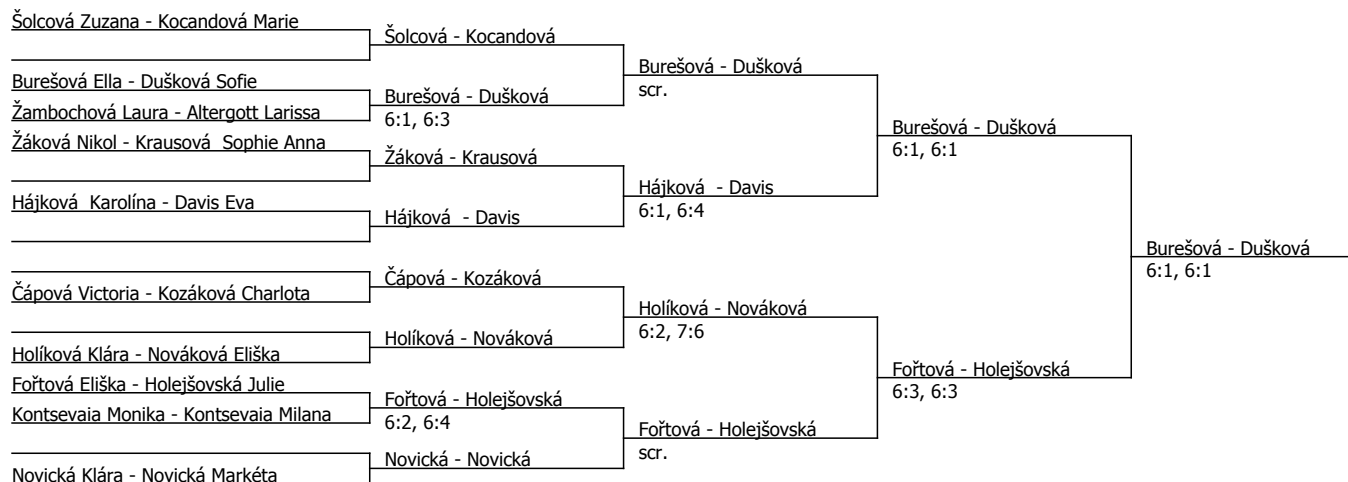 Šolcová Zuzana - Kocandová Marie
Burešová Ella - Dušková Sofie
Žambochová Laura - Altergott Larissa
Žáková Nikol - Krausová  Sophie Anna
Hájková  Karolína - Davis Eva
Čápová Victoria - Kozáková Charlota
Holíková Klára - Nováková Eliška
Fořtová Eliška - Holejšovská Julie
Kontsevaia Monika - Kontsevaia Milana
Novická Klára - Novická Markéta
Šolcová - Kocandová
Burešová - Dušková
6:1, 6:3
Žáková - Krausová
Hájková  - Davis
Čápová - Kozáková
Holíková - Nováková
Fořtová - Holejšovská
6:2, 6:4
Novická - Novická
Burešová - Dušková
scr.
Hájková  - Davis
6:1, 6:4
Holíková - Nováková
6:2, 7:6
Fořtová - Holejšovská
scr.
Burešová - Dušková
6:1, 6:1
Fořtová - Holejšovská
6:3, 6:3
Burešová - Dušková
6:1, 6:1